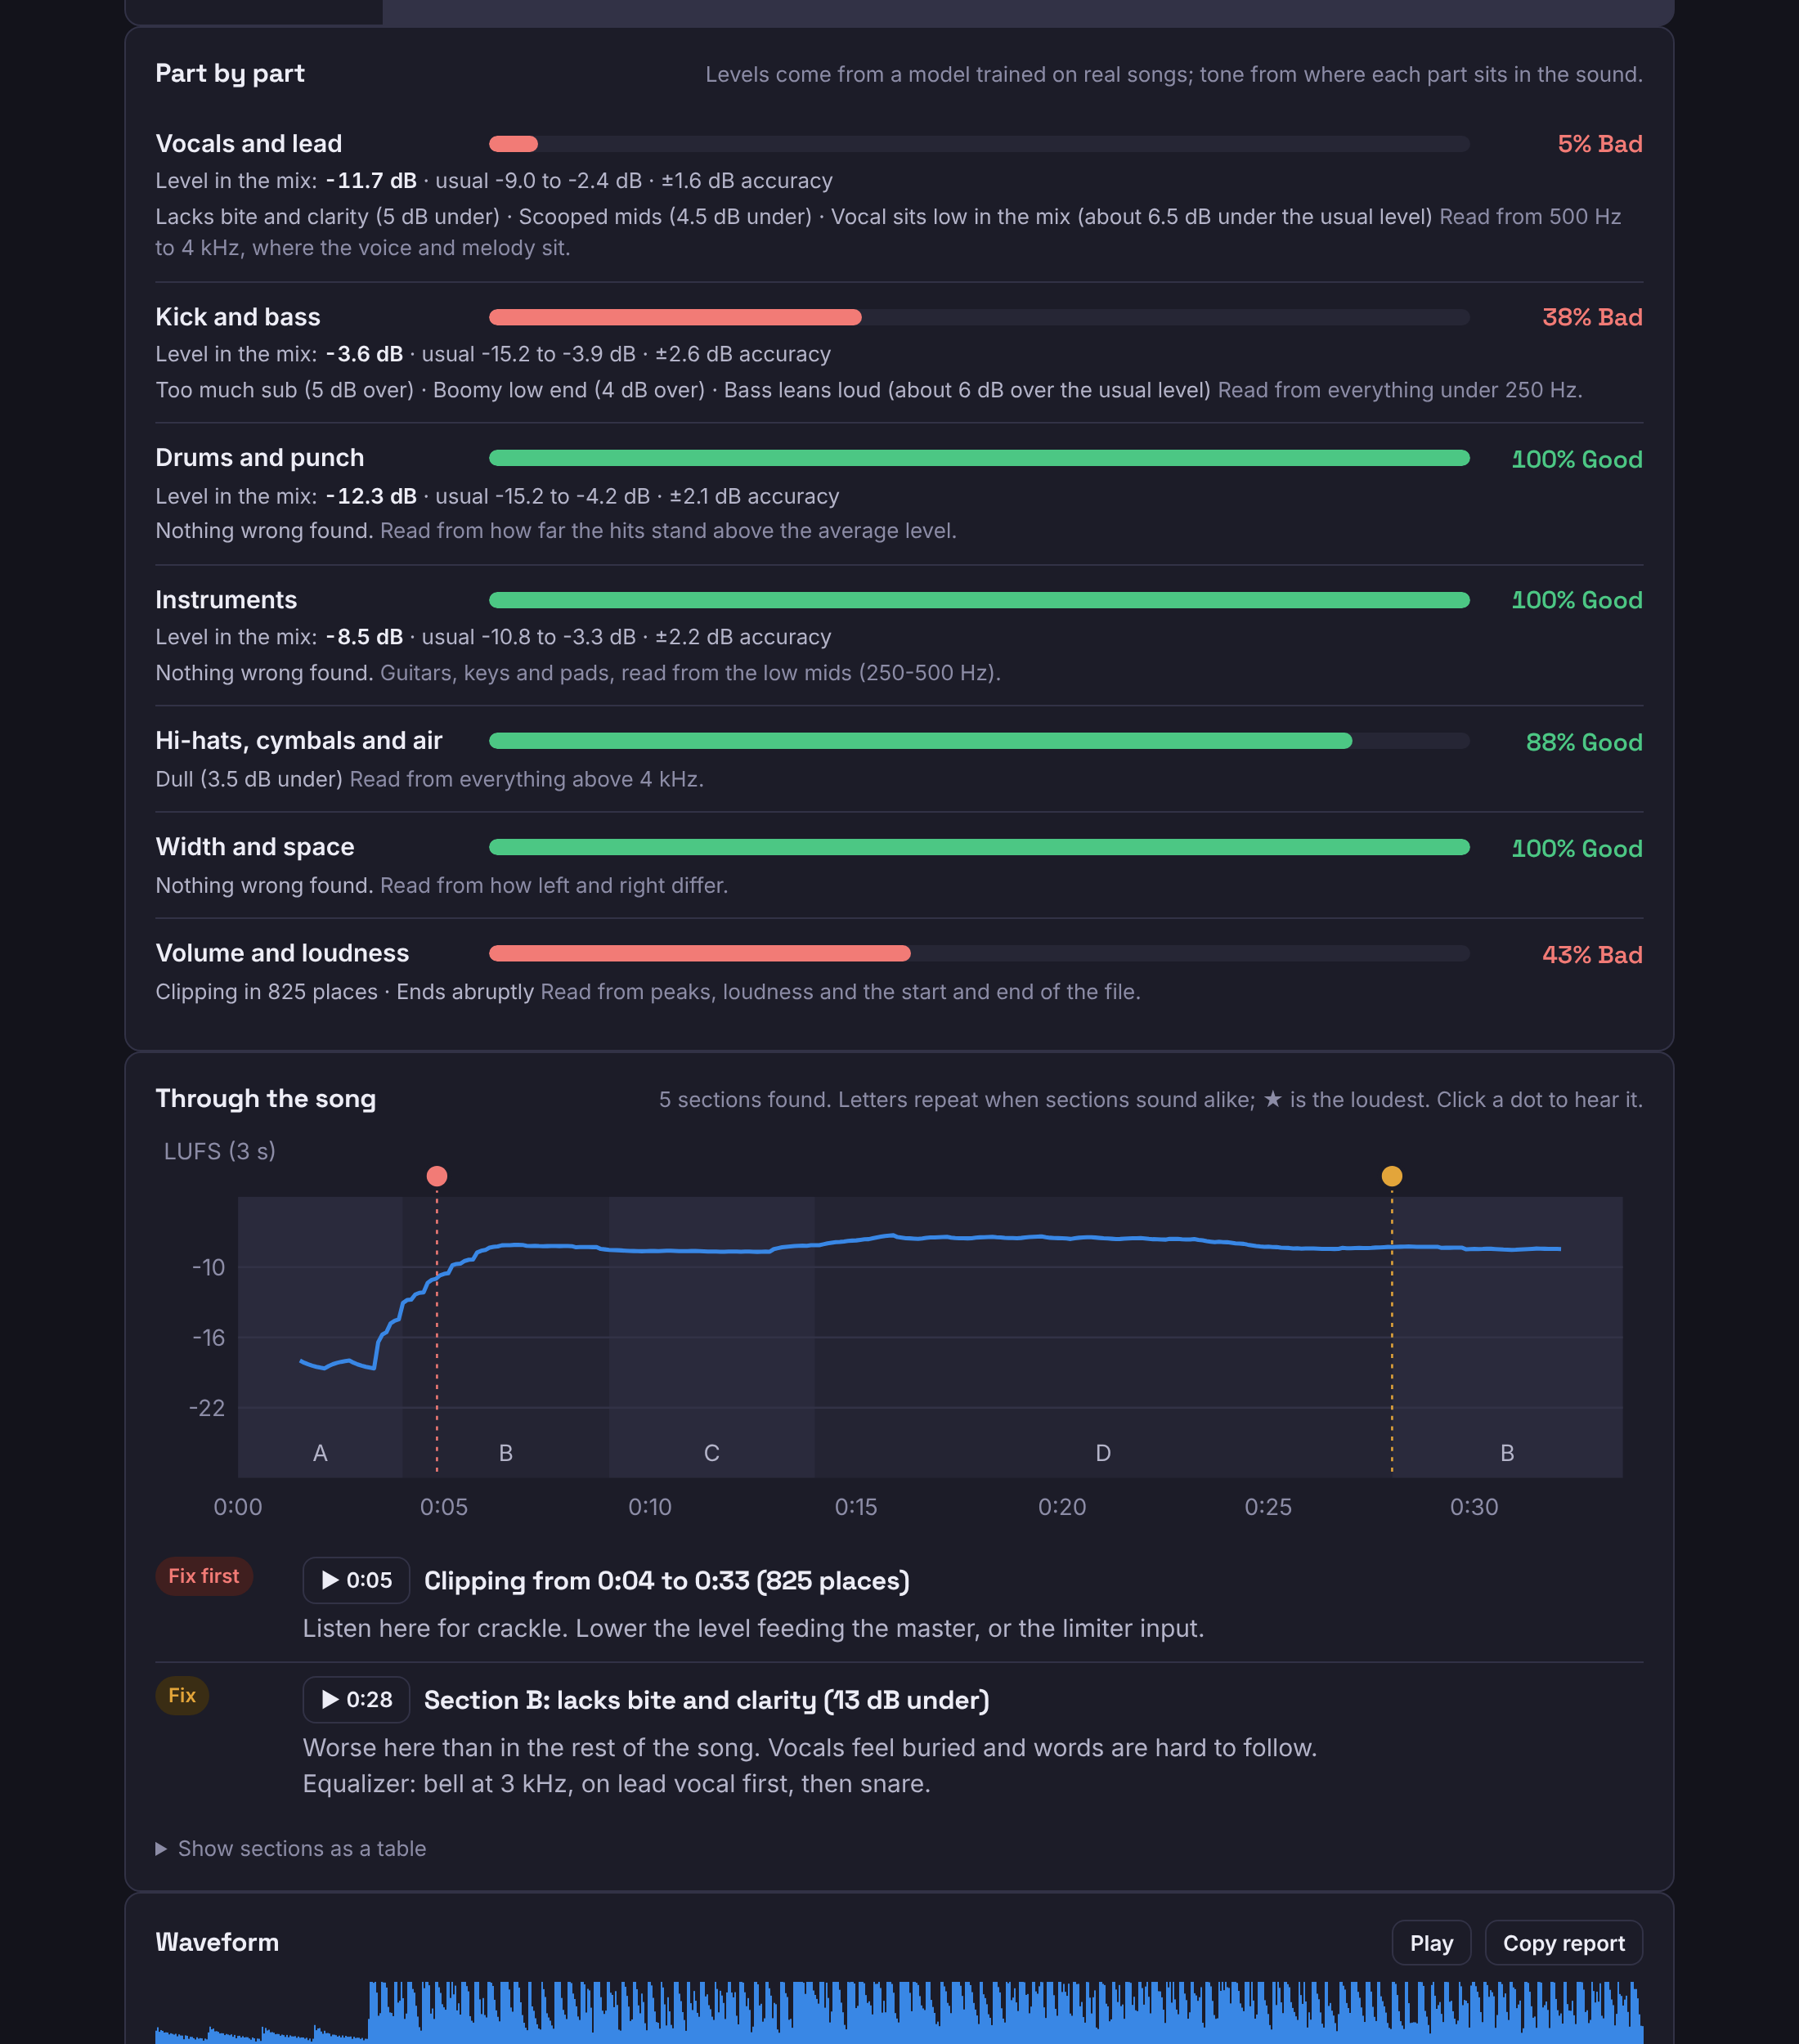 Part by part
Levels come from a model trained on real songs; tone from where each part sits in the sound.
Vocals and lead
5% Bad
Level in the mix: -11.7 dB · usual -9.0 to -2.4 dB · ±1.6 dB accuracy
Lacks bite and clarity (5 dB under) · Scooped mids (4.5 dB under) · Vocal sits low in the mix (about 6.5 dB under the usual level) Read from 500 Hz
to 4 kHz, where the voice and melody sit.
Kick and bass
38% Bad
Level in the mix: -3.6 dB · usual -15.2 to -3.9 dB · ±2.6 dB accuracy
Too much sub (5 dB over) · Boomy low end (4 dB over) · Bass leans loud (about 6 dB over the usual level) Read from everything under 250 Hz.
Drums and punch
100% Good
Level in the mix: -12.3 dB · usual -15.2 to -4.2 dB · ±2.1 dB accuracy
Nothing wrong found. Read from how far the hits stand above the average level.
Instruments
100% Good
Level in the mix: -8.5 dB · usual -10.8 to -3.3 dB · ±2.2 dB accuracy
Nothing wrong found. Guitars, keys and pads, read from the low mids (250-500 Hz).
Hi-hats, cymbals and air
88% Good
Dull (3.5 dB under) Read from everything above 4 kHz.
Width and space
100% Good
Nothing wrong found. Read from how left and right differ.
Volume and loudness
43% Bad
Clipping in 825 places · Ends abruptly Read from peaks, loudness and the start and end of the file.
Through the song
5 sections found. Letters repeat when sections sound alike; ★ is the loudest. Click a dot to hear it.
LUFS (3 s)
-10
-16
-22
A B C D B
0:00 0:05 0:10 0:15 0:20 0:25 0:30
Fix first
▶ 0:05 Clipping from 0:04 to 0:33 (825 places)
Listen here for crackle. Lower the level feeding the master, or the limiter input.
Fix
▶ 0:28 Section B: lacks bite and clarity (13 dB under)
Worse here than in the rest of the song. Vocals feel buried and words are hard to follow.
Equalizer: bell at 3 kHz, on lead vocal first, then snare.
▶ Show sections as a table
Waveform
Play
Copy report